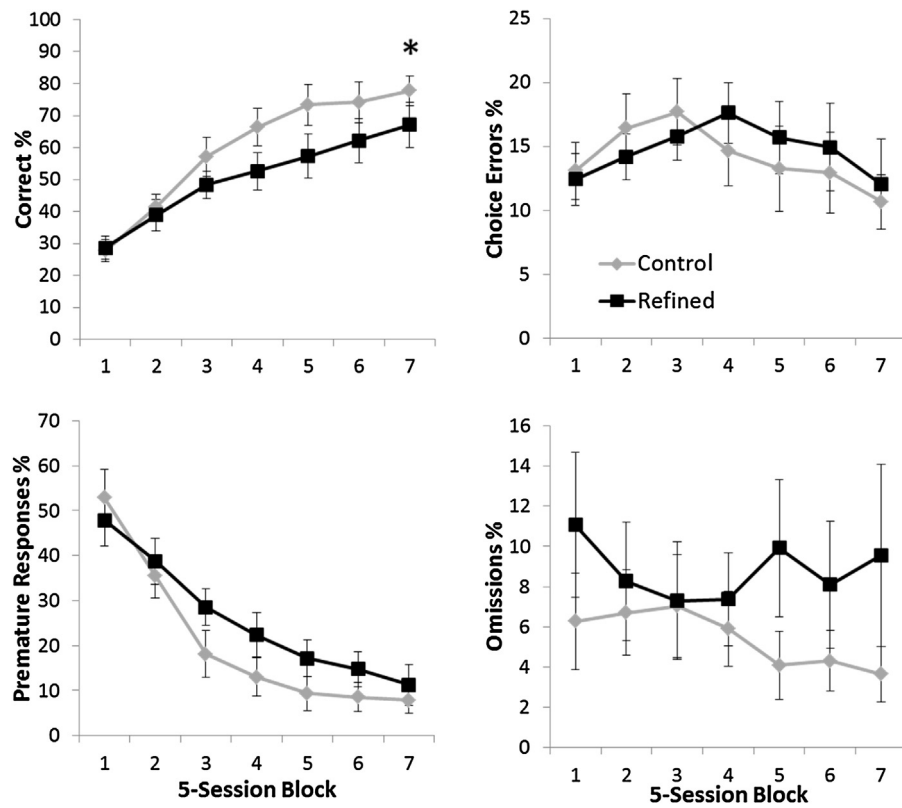 Correct %
100
90
80
70
60
50
40
30
20
10
0
*
1 2 3 4 5 6 7
Choice Errors %
25
20
15
10
5
0
Control
Refined
1 2 3 4 5 6 7
Premature Responses %
70
60
50
40
30
20
10
0
1 2 3 4 5 6 7
5-Session Block
Omissions %
16
14
12
10
8
6
4
2
0
1 2 3 4 5 6 7
5-Session Block